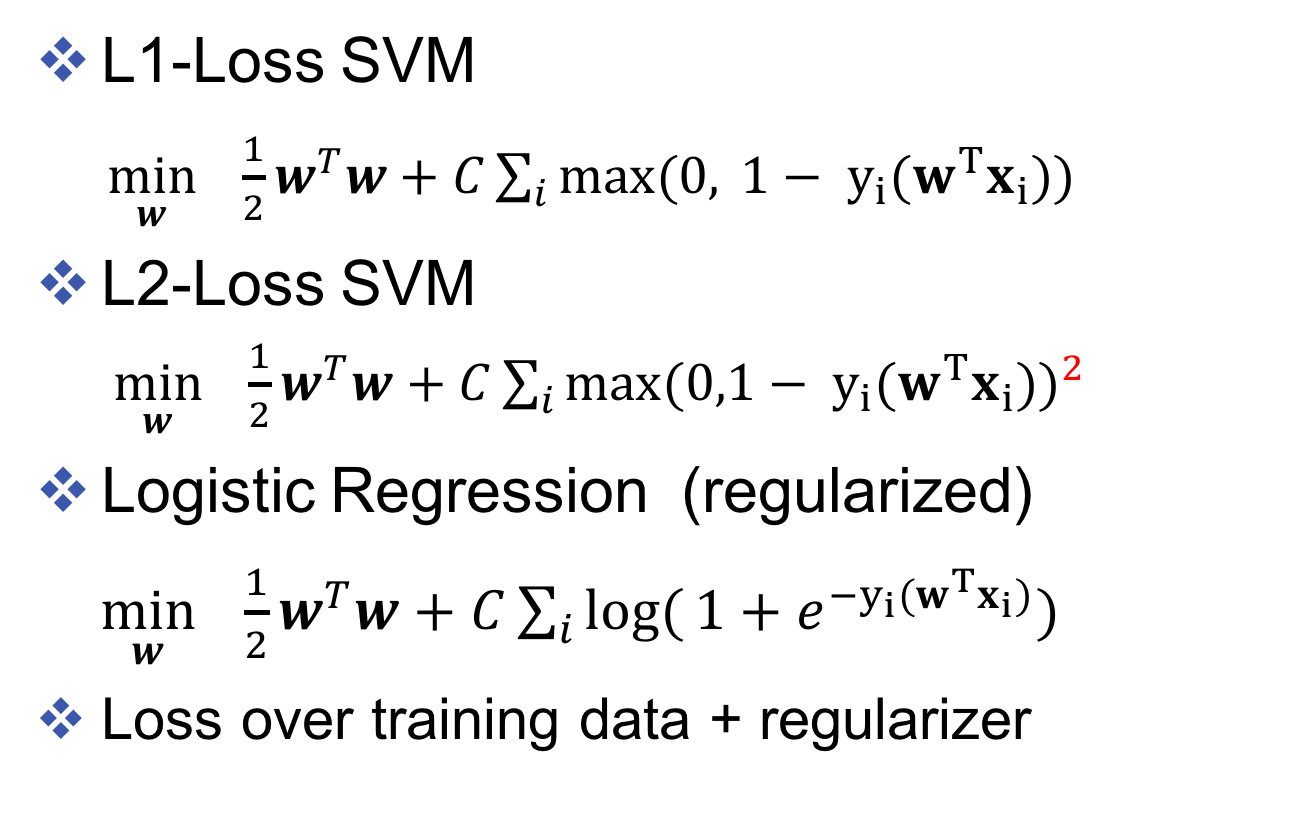 ❖ L1-Loss SVM
min_𝒘 ½𝒘ᵀ𝒘 + C ∑ᵢ max(0, 1 − yᵢ(𝐰ᵀ𝐱ᵢ))
❖ L2-Loss SVM
min_𝒘 ½𝒘ᵀ𝒘 + C ∑ᵢ max(0,1 − yᵢ(𝐰ᵀ𝐱ᵢ))²
❖ Logistic Regression (regularized)
min_𝒘 ½𝒘ᵀ𝒘 + C ∑ᵢ log( 1 + e^{−yᵢ(𝐰ᵀ𝐱ᵢ)})
❖ Loss over training data + regularizer